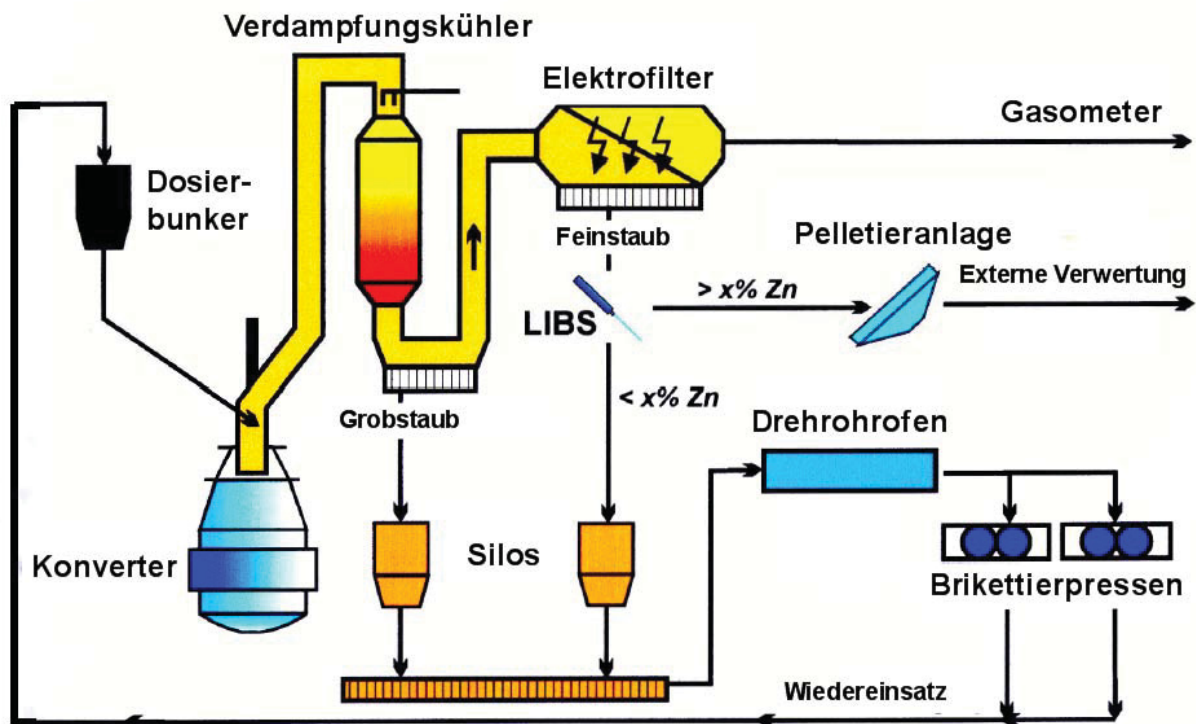 Verdampfungskühler
Elektrofilter
Gasometer
Dosier-
bunker
Feinstaub
Pelletieranlage
Externe Verwertung
> x% Zn
LIBS
< x% Zn
Grobstaub
Drehrohrofen
Silos
Konverter
Brikettierpressen
Wiedereinsatz